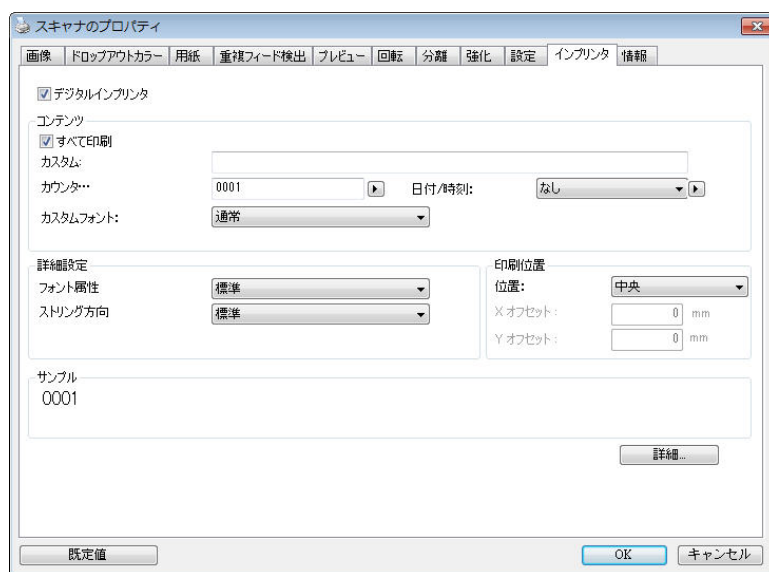 スキャナのプロパティ
画像 ドロップアウトカラー 用紙 重複フィード検出 プレビュー 回転 分離 強化 設定 インプリンタ 情報
デジタルインプリンタ
コンテンツ
すべて印刷
カスタム:
カウンタ… 0001 日付/時刻: なし
カスタムフォント: 通常
詳細設定 印刷位置
フォント属性 標準 位置: 中央
ストリング方向 標準 X オフセット: 0 mm
Y オフセット: 0 mm
サンプル
0001
詳細...
既定値 OK キャンセル